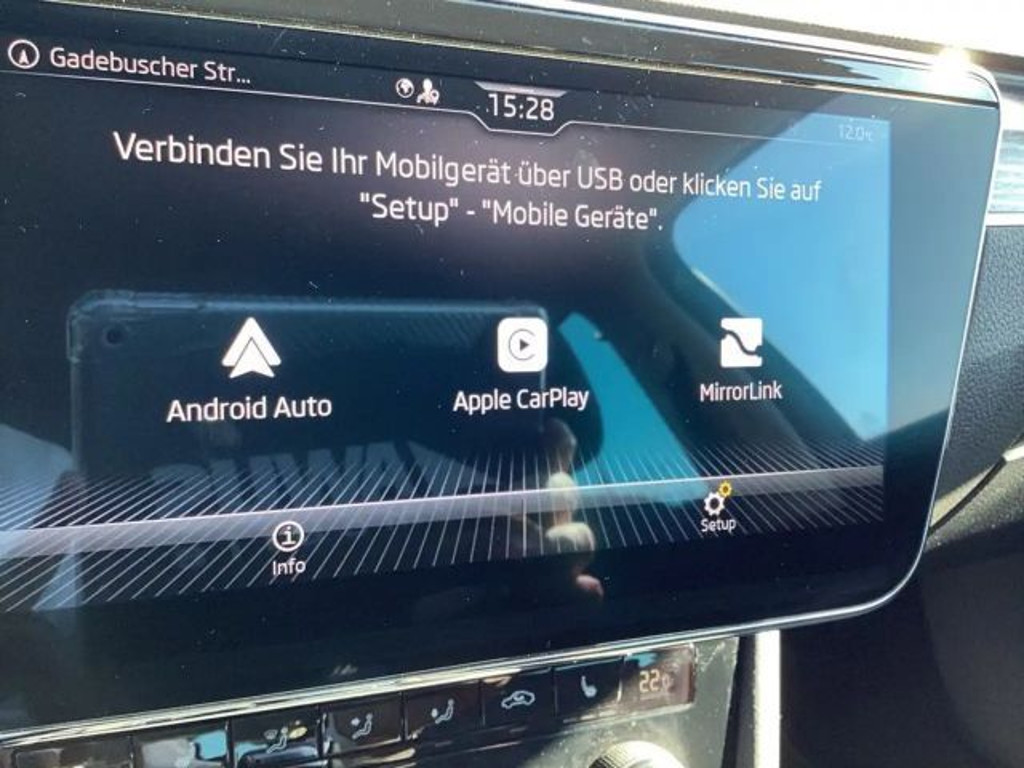 Gadebuscher Str...
15:28
12.0°C
Verbinden Sie Ihr Mobilgerät über USB oder klicken Sie auf
"Setup" - "Mobile Geräte".
Android Auto
Apple CarPlay
MirrorLink
Info
Setup
22